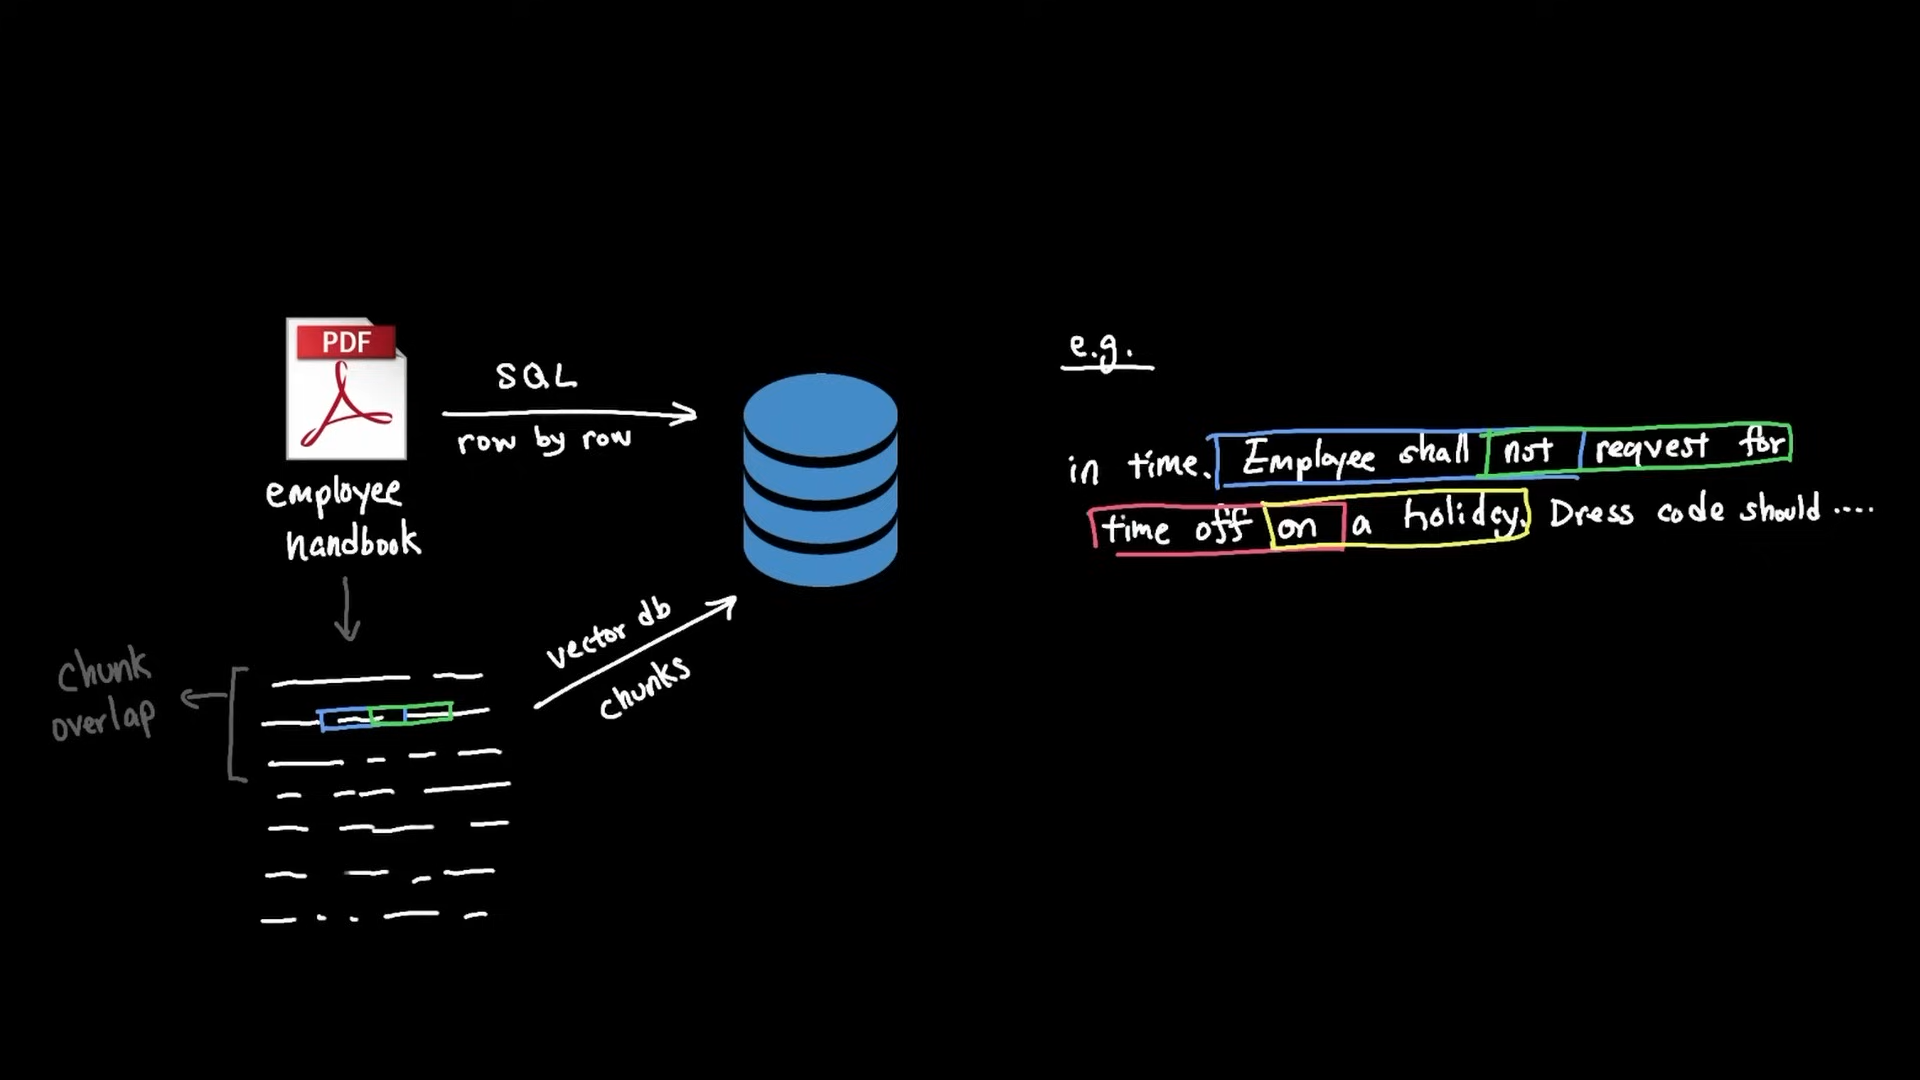 PDF
SQL
row by row
employee
handbook
chunk
overlap
vector db
chunks
e.g.
in time. Employee shall not request for
time off on a holiday. Dress code should ....